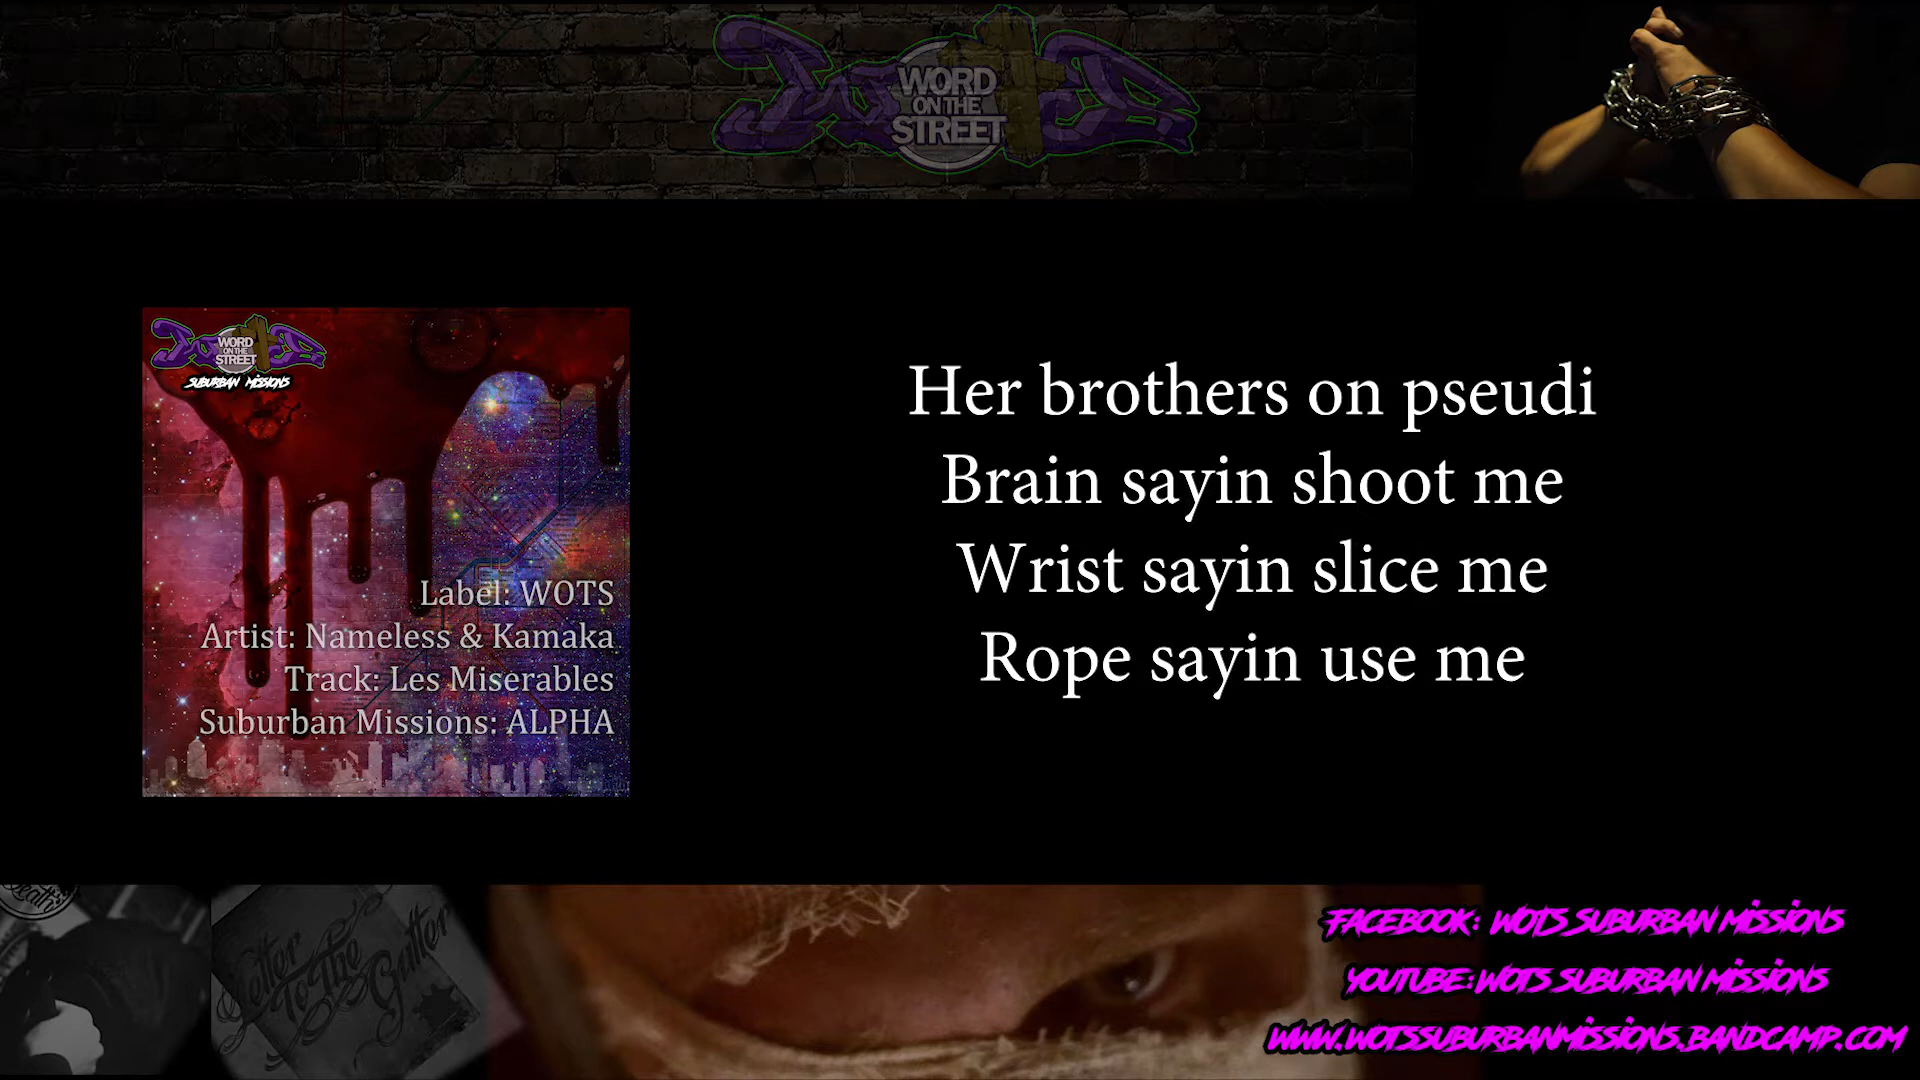 WORD
ON THE
STREET
WORD
ON THE
STREET
SUBURBAN MISSIONS
Label: WOTS
Artist: Nameless & Kamaka
Track: Les Miserables
Suburban Missions: ALPHA
Her brothers on pseudi
Brain sayin shoot me
Wrist sayin slice me
Rope sayin use me
Letter
To The
Gutter
FACEBOOK: WOTS SUBURBAN MISSIONS
YOUTUBE: WOTS SUBURBAN MISSIONS
WWW.WOTSSUBURBANMISSIONS.BANDCAMP.COM